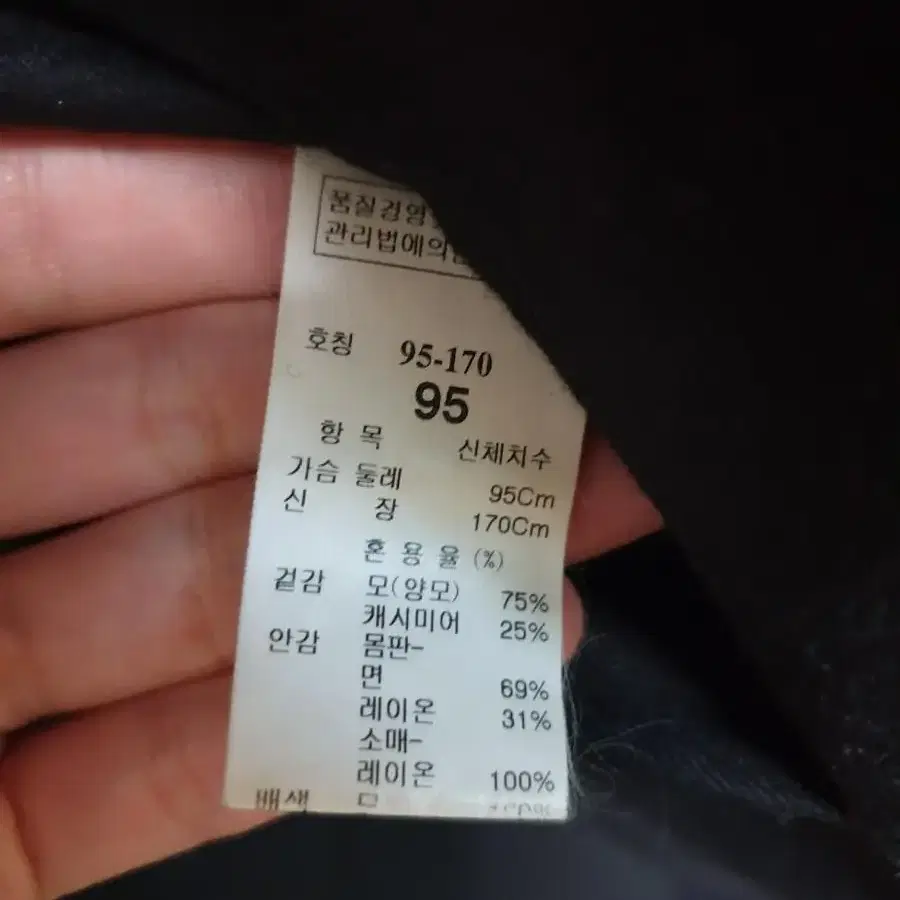 품질경영
관리법에의
호칭 95-170
95
항 목 신체치수
가슴 둘레 95Cm
신 장 170Cm
혼 용 율 (%)
겉감 모(양모) 75%
캐시미어 25%
안감 몸판-
면 69%
레이온 31%
소매-
레이온 100%
배색